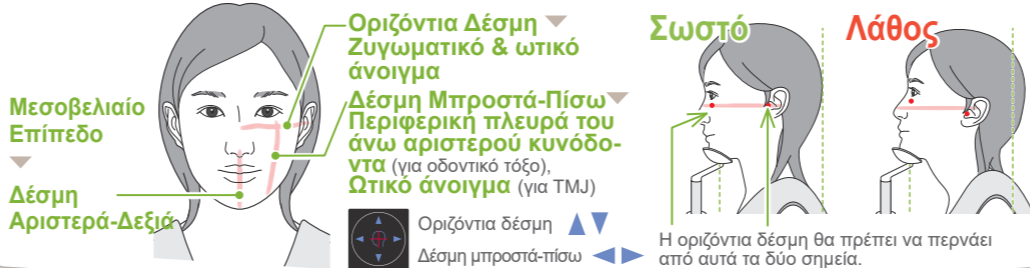 Μεσοβελιαίο
Επίπεδο
Δέσμη
Αριστερά-Δεξιά
Οριζόντια Δέσμη
Ζυγωματικό & ωτικό
άνοιγμα
Δέσμη Μπροστά-Πίσω
Περιφερική πλευρά του
άνω αριστερού κυνόδο-
ντα (για οδοντικό τόξο),
Ωτικό άνοιγμα (για TMJ)
Οριζόντια δέσμη
Δέσμη μπροστά-πίσω
Σωστό
Λάθος
Η οριζόντια δέσμη θα πρέπει να περνάει
από αυτά τα δύο σημεία.